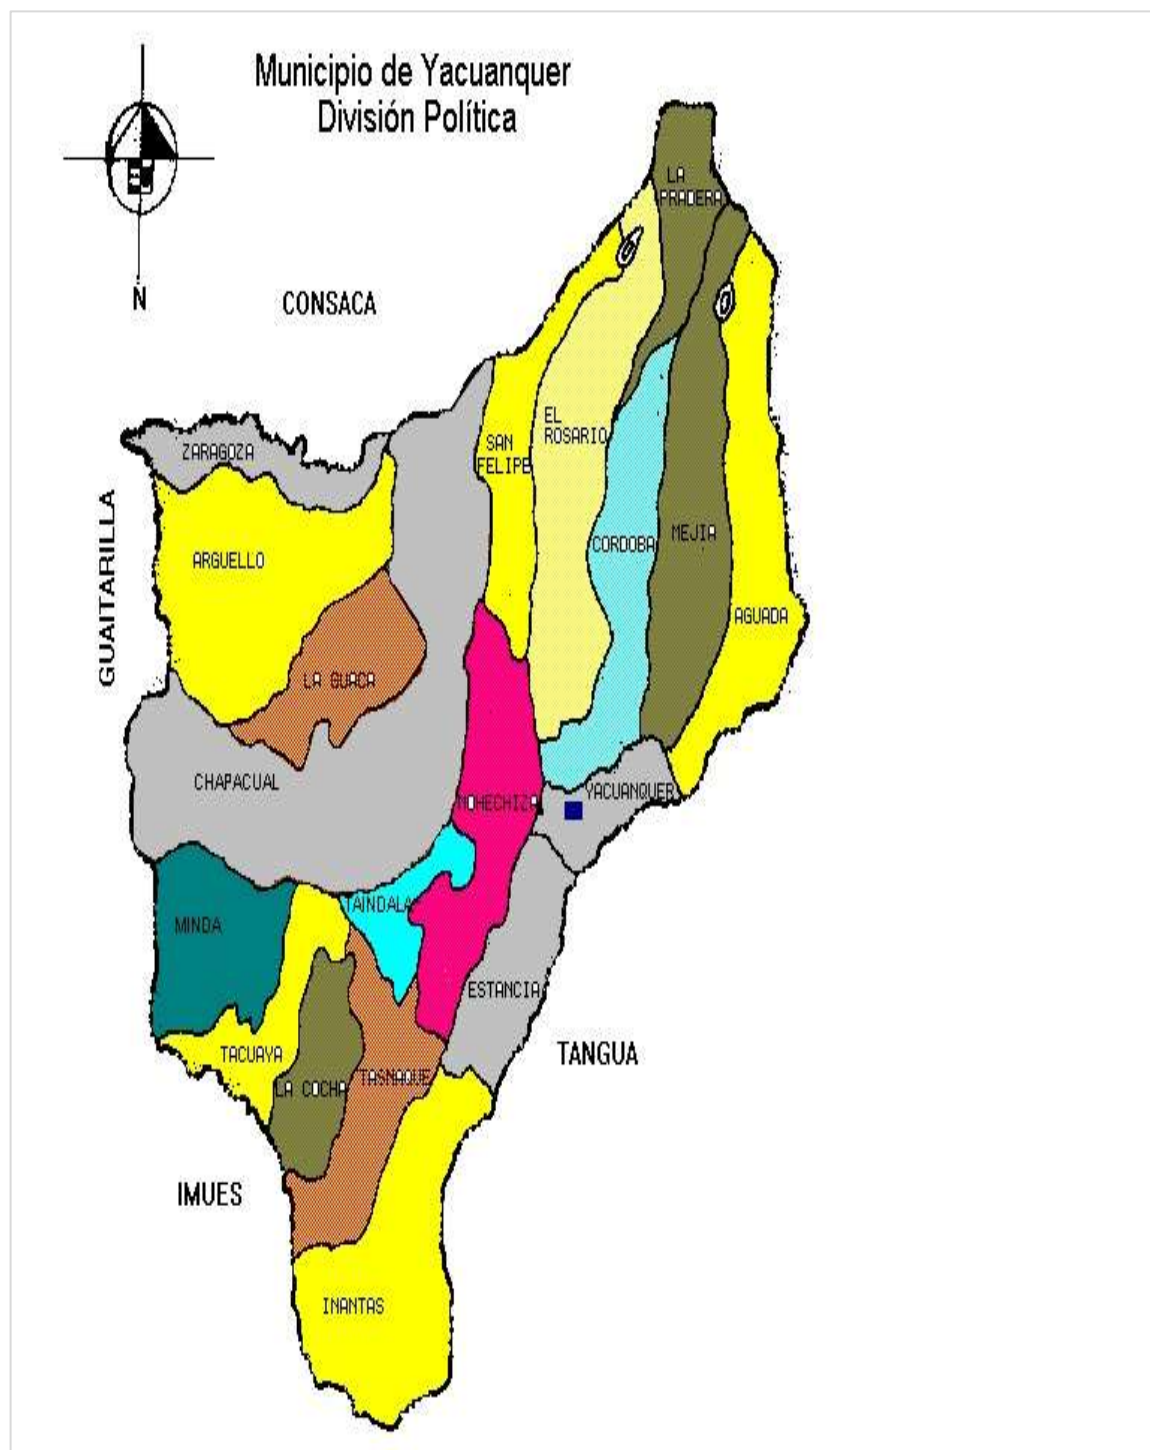 Municipio de Yacuanquer
División Política
N
CONSACA
GUAITARILLA
LA
PRADERA
ZARAGOZA
SAN
FELIPE
EL
ROSARIO
ARGUELLO
CORDOBA
MEJIA
AGUADA
LA GUACA
CHAPACUAL
MOHECHIZA
YACUANQUER
MINDA
TAINDALA
ESTANCIA
TACUAYA
LA COCHA
TASNAQUE
TANGUA
IMUES
INANTAS